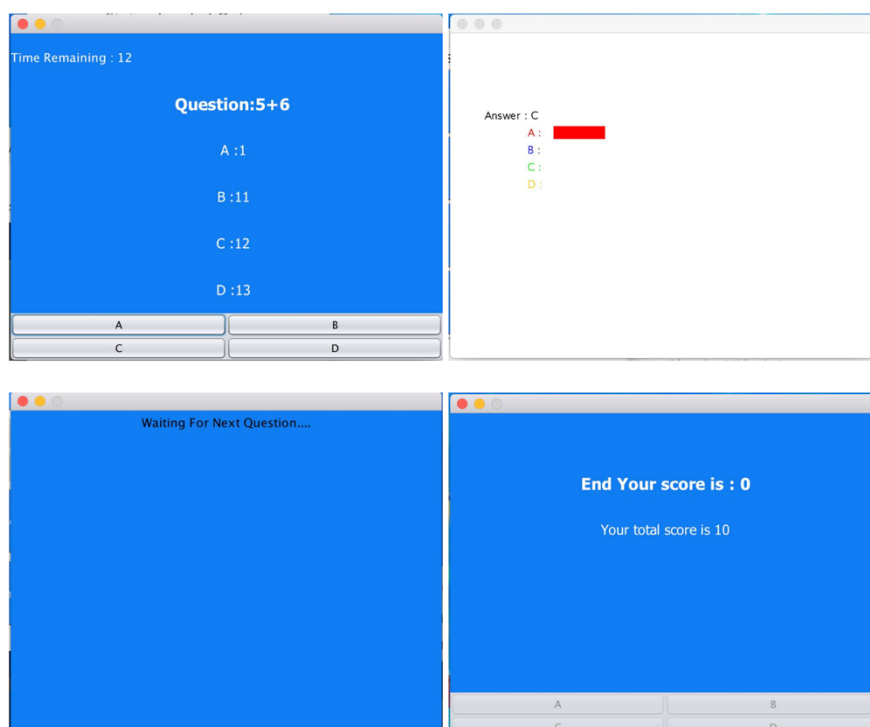 Time Remaining : 12
Question:5+6
A :1
B :11
C :12
D :13
A
B
C
D
Answer : C
A :
B :
C :
D :
Waiting For Next Question....
End Your score is : 0
Your total score is 10
A
B
C
D